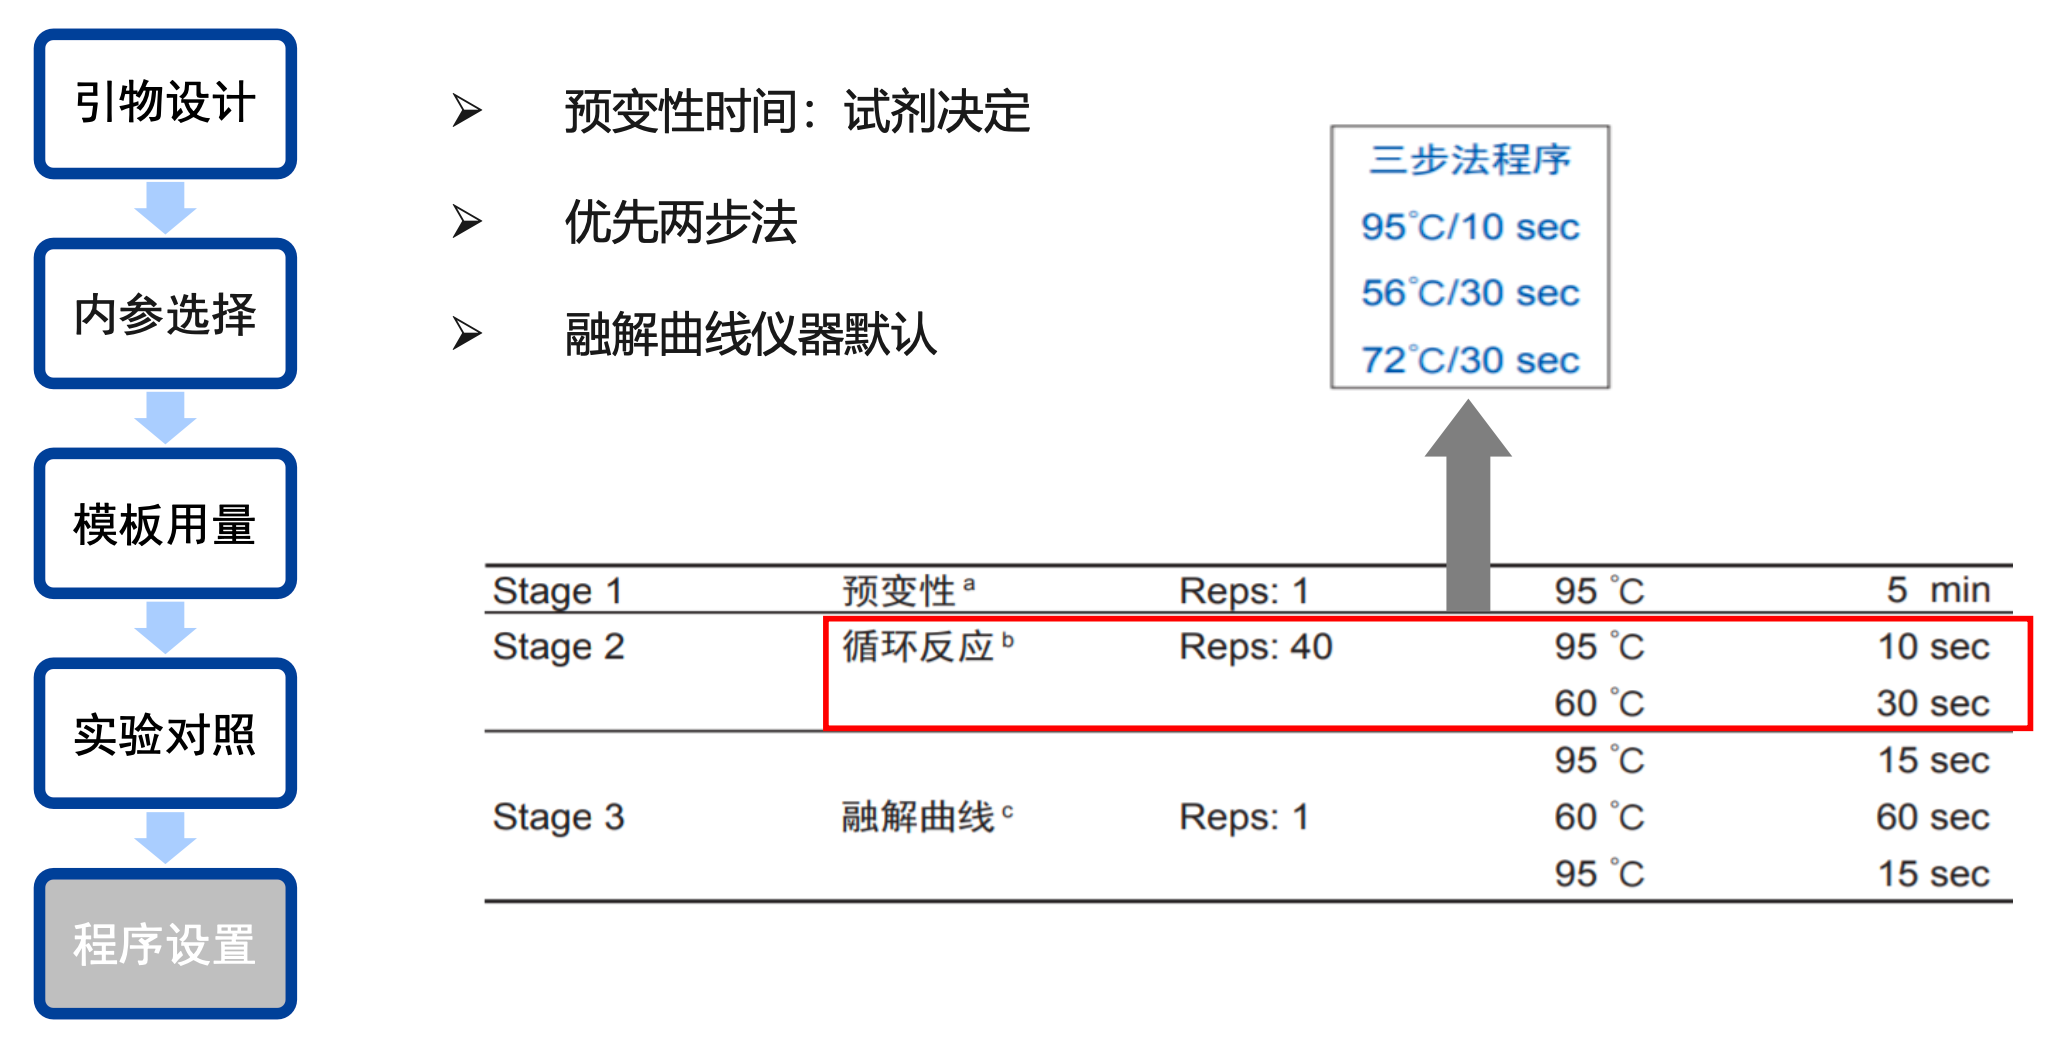 引物设计
内参选择
模板用量
实验对照
程序设置
➢ 预变性时间：试剂决定
➢ 优先两步法
➢ 融解曲线仪器默认
三步法程序
95°C/10 sec
56°C/30 sec
72°C/30 sec
Stage 1 预变性 a Reps: 1 95 °C 5 min
Stage 2 循环反应 b Reps: 40 95 °C 10 sec
60 °C 30 sec
95 °C 15 sec
Stage 3 融解曲线 c Reps: 1 60 °C 60 sec
95 °C 15 sec